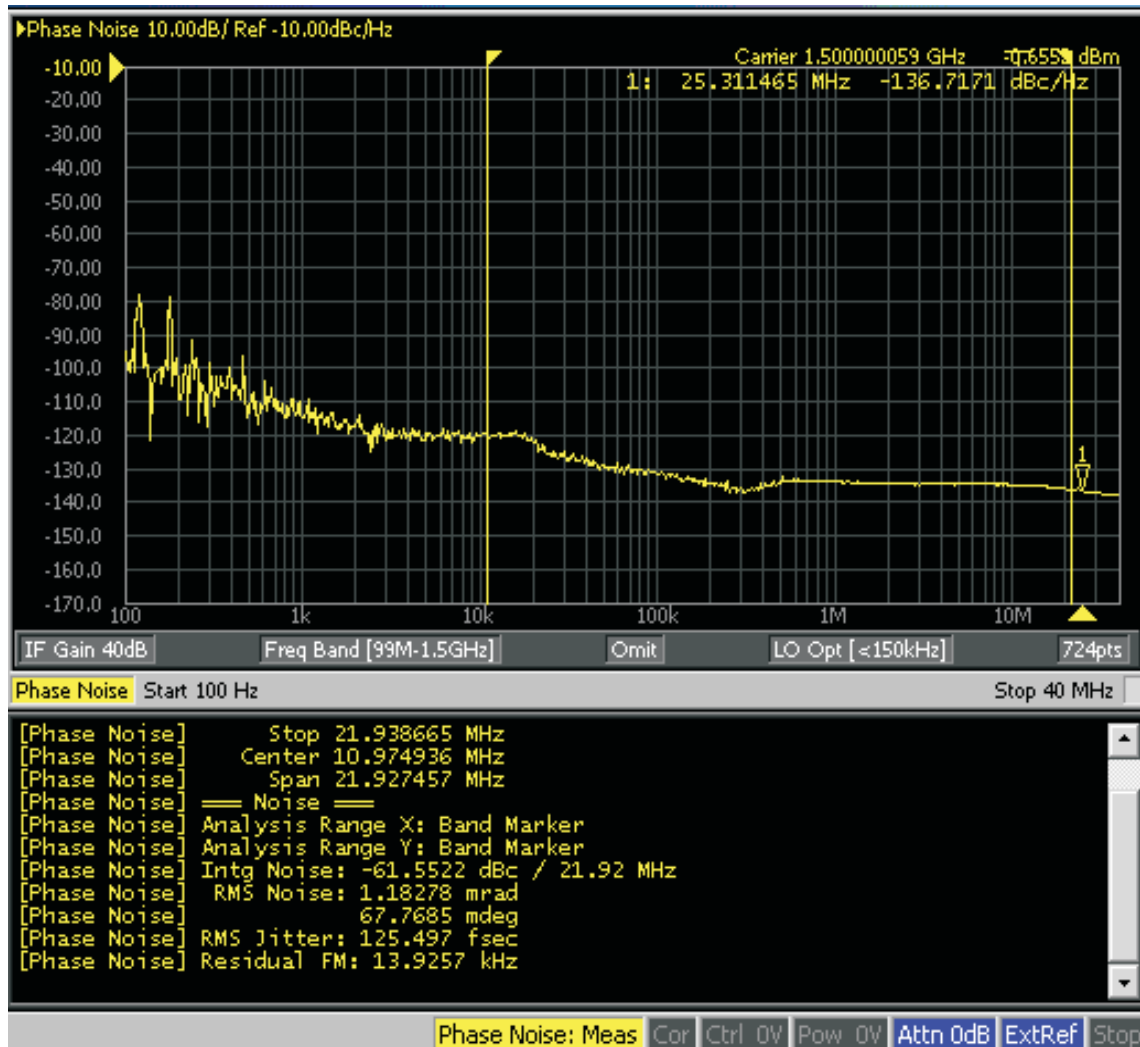 Phase Noise 10.00dB/ Ref -10.00dBc/Hz
Carrier 1.500000059 GHz -0.6553 dBm
1: 25.311465 MHz -136.7171 dBc/Hz
-10.00
-20.00
-30.00
-40.00
-50.00
-60.00
-70.00
-80.00
-90.00
-100.0
-110.0
-120.0
-130.0
-140.0
-150.0
-160.0
-170.0
1
100 1k 10k 100k 1M 10M
IF Gain 40dB Freq Band [99M-1.5GHz] Omit LO Opt [<150kHz] 724pts
Phase Noise Start 100 Hz Stop 40 MHz
[Phase Noise] Stop 21.938665 MHz
[Phase Noise] Center 10.974936 MHz
[Phase Noise] Span 21.927457 MHz
[Phase Noise] === Noise ===
[Phase Noise] Analysis Range X: Band Marker
[Phase Noise] Analysis Range Y: Band Marker
[Phase Noise] Intg Noise: -61.5522 dBc / 21.92 MHz
[Phase Noise] RMS Noise: 1.18278 mrad
[Phase Noise] 67.7685 mdeg
[Phase Noise] RMS Jitter: 125.497 fsec
[Phase Noise] Residual FM: 13.9257 kHz
Phase Noise: Meas Cor Ctrl 0V Pow 0V Attn 0dB ExtRef Stop